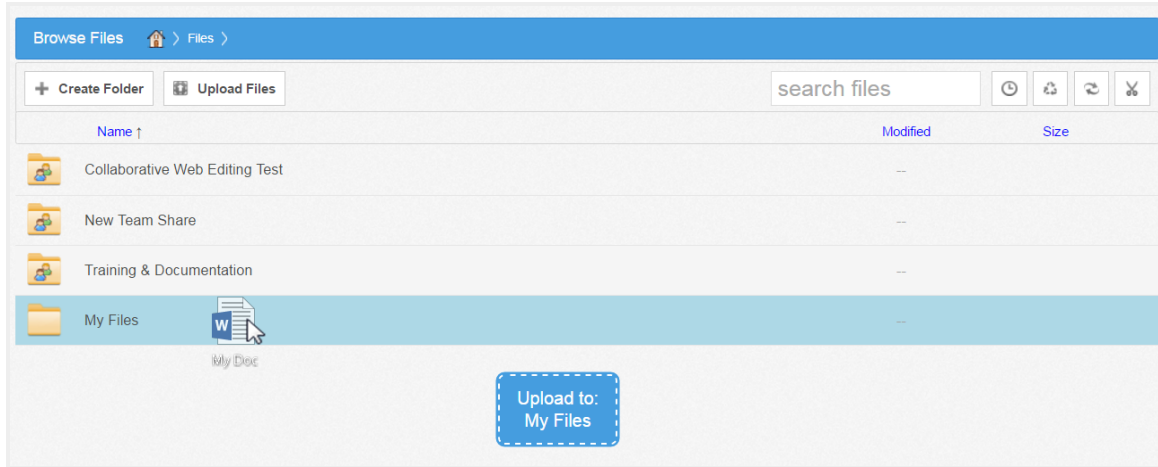 Browse Files 〉 Files 〉
+ Create Folder Upload Files search files
Name ↑ Modified Size
Collaborative Web Editing Test --
New Team Share --
Training & Documentation --
My Files --
W
My Doc
Upload to:
My Files